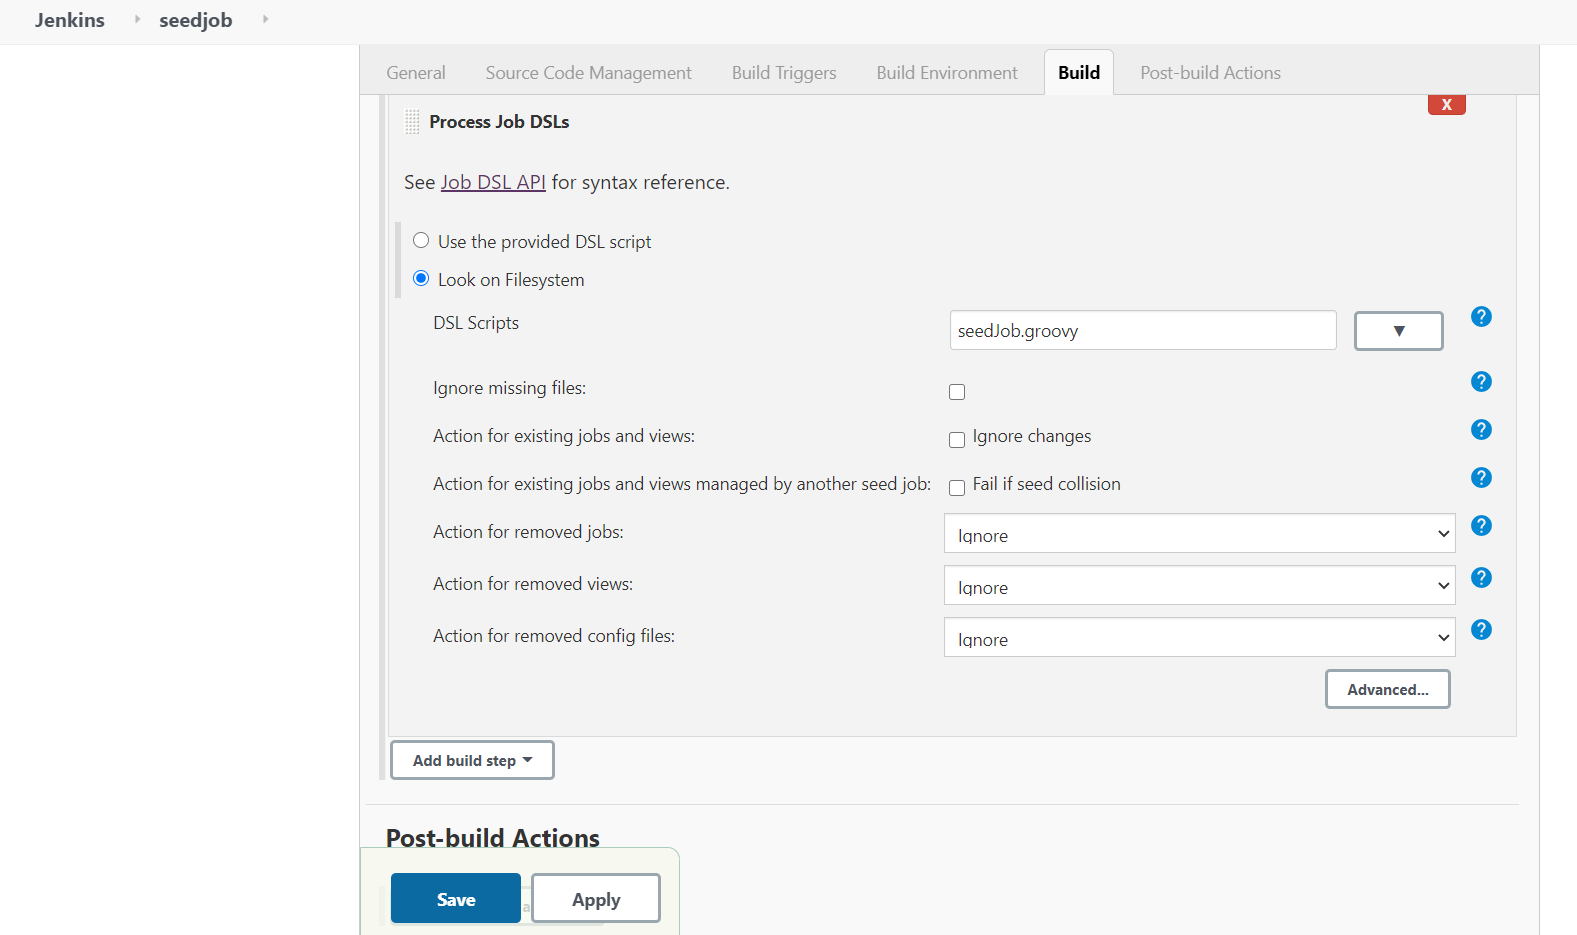 Jenkins seedjob
General Source Code Management Build Triggers Build Environment Build Post-build Actions
X
Process Job DSLs
See Job DSL API for syntax reference.
Use the provided DSL script
Look on Filesystem
DSL Scripts seedJob.groovy ▼ ?
Ignore missing files: ?
Action for existing jobs and views: Ignore changes ?
Action for existing jobs and views managed by another seed job: Fail if seed collision ?
Action for removed jobs: Ignore ?
Action for removed views: Ignore ?
Action for removed config files: Ignore ?
Advanced...
Add build step
Post-build Actions
Save Apply